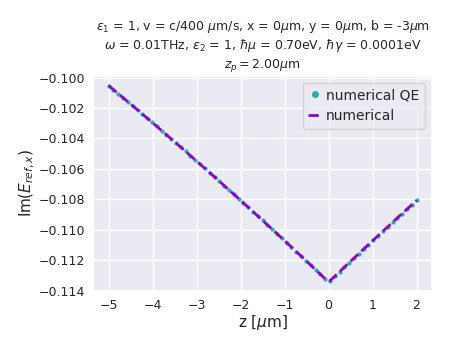 ε₁ = 1, v = c/400 μm/s, x = 0μm, y = 0μm, b = -3μm
ω = 0.01THz, ε₂ = 1, ℏμ = 0.70eV, ℏγ = 0.0001eV
zₚ = 2.00μm
numerical QE
numerical
−0.100
−0.102
−0.104
−0.106
−0.108
−0.110
−0.112
−0.114
Im(E_{ref,x})
−5
−4
−3
−2
−1
0
1
2
z [μm]